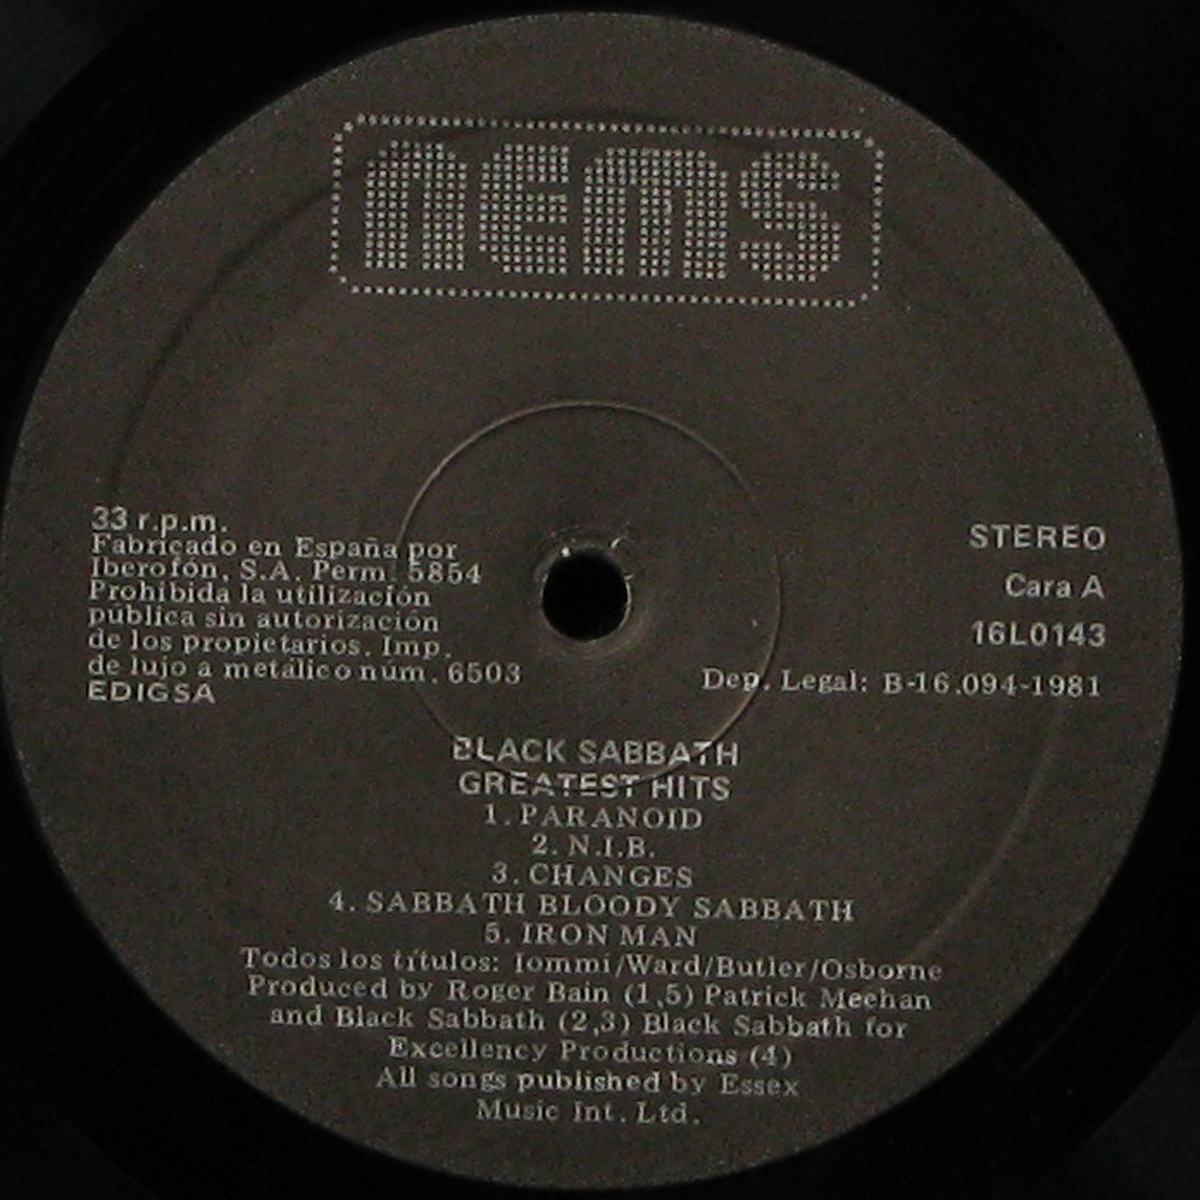 nems
33 r.p.m.
Fabricado en España por
Iberofón, S.A. Perm. 5854
Prohibida la utilización
pública sin autorización
de los propietarios. Imp.
de lujo a metálico núm. 6503
EDIGSA
STEREO
Cara A
16L0143
Dep. Legal: B-16.094-1981
BLACK SABBATH
GREATEST HITS
1. PARANOID
2. N.I.B.
3. CHANGES
4. SABBATH BLOODY SABBATH
5. IRON MAN
Todos los títulos: Iommi/Ward/Butler/Osborne
Produced by Roger Bain (1,5) Patrick Meehan
and Black Sabbath (2,3) Black Sabbath for
Excellency Productions (4)
All songs published by Essex
Music Int. Ltd.